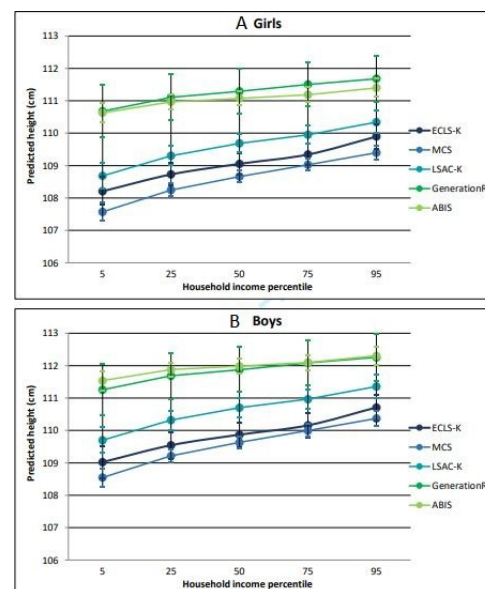 A Girls
Predicted height (cm)
113
112
111
110
109
108
107
106
5 25 50 75 95
Household income percentile
ECLS-K
MCS
LSAC-K
GenerationR
ABIS
B Boys
Predicted height (cm)
113
112
111
110
109
108
107
106
5 25 50 75 95
Household income percentile
ECLS-K
MCS
LSAC-K
GenerationR
ABIS